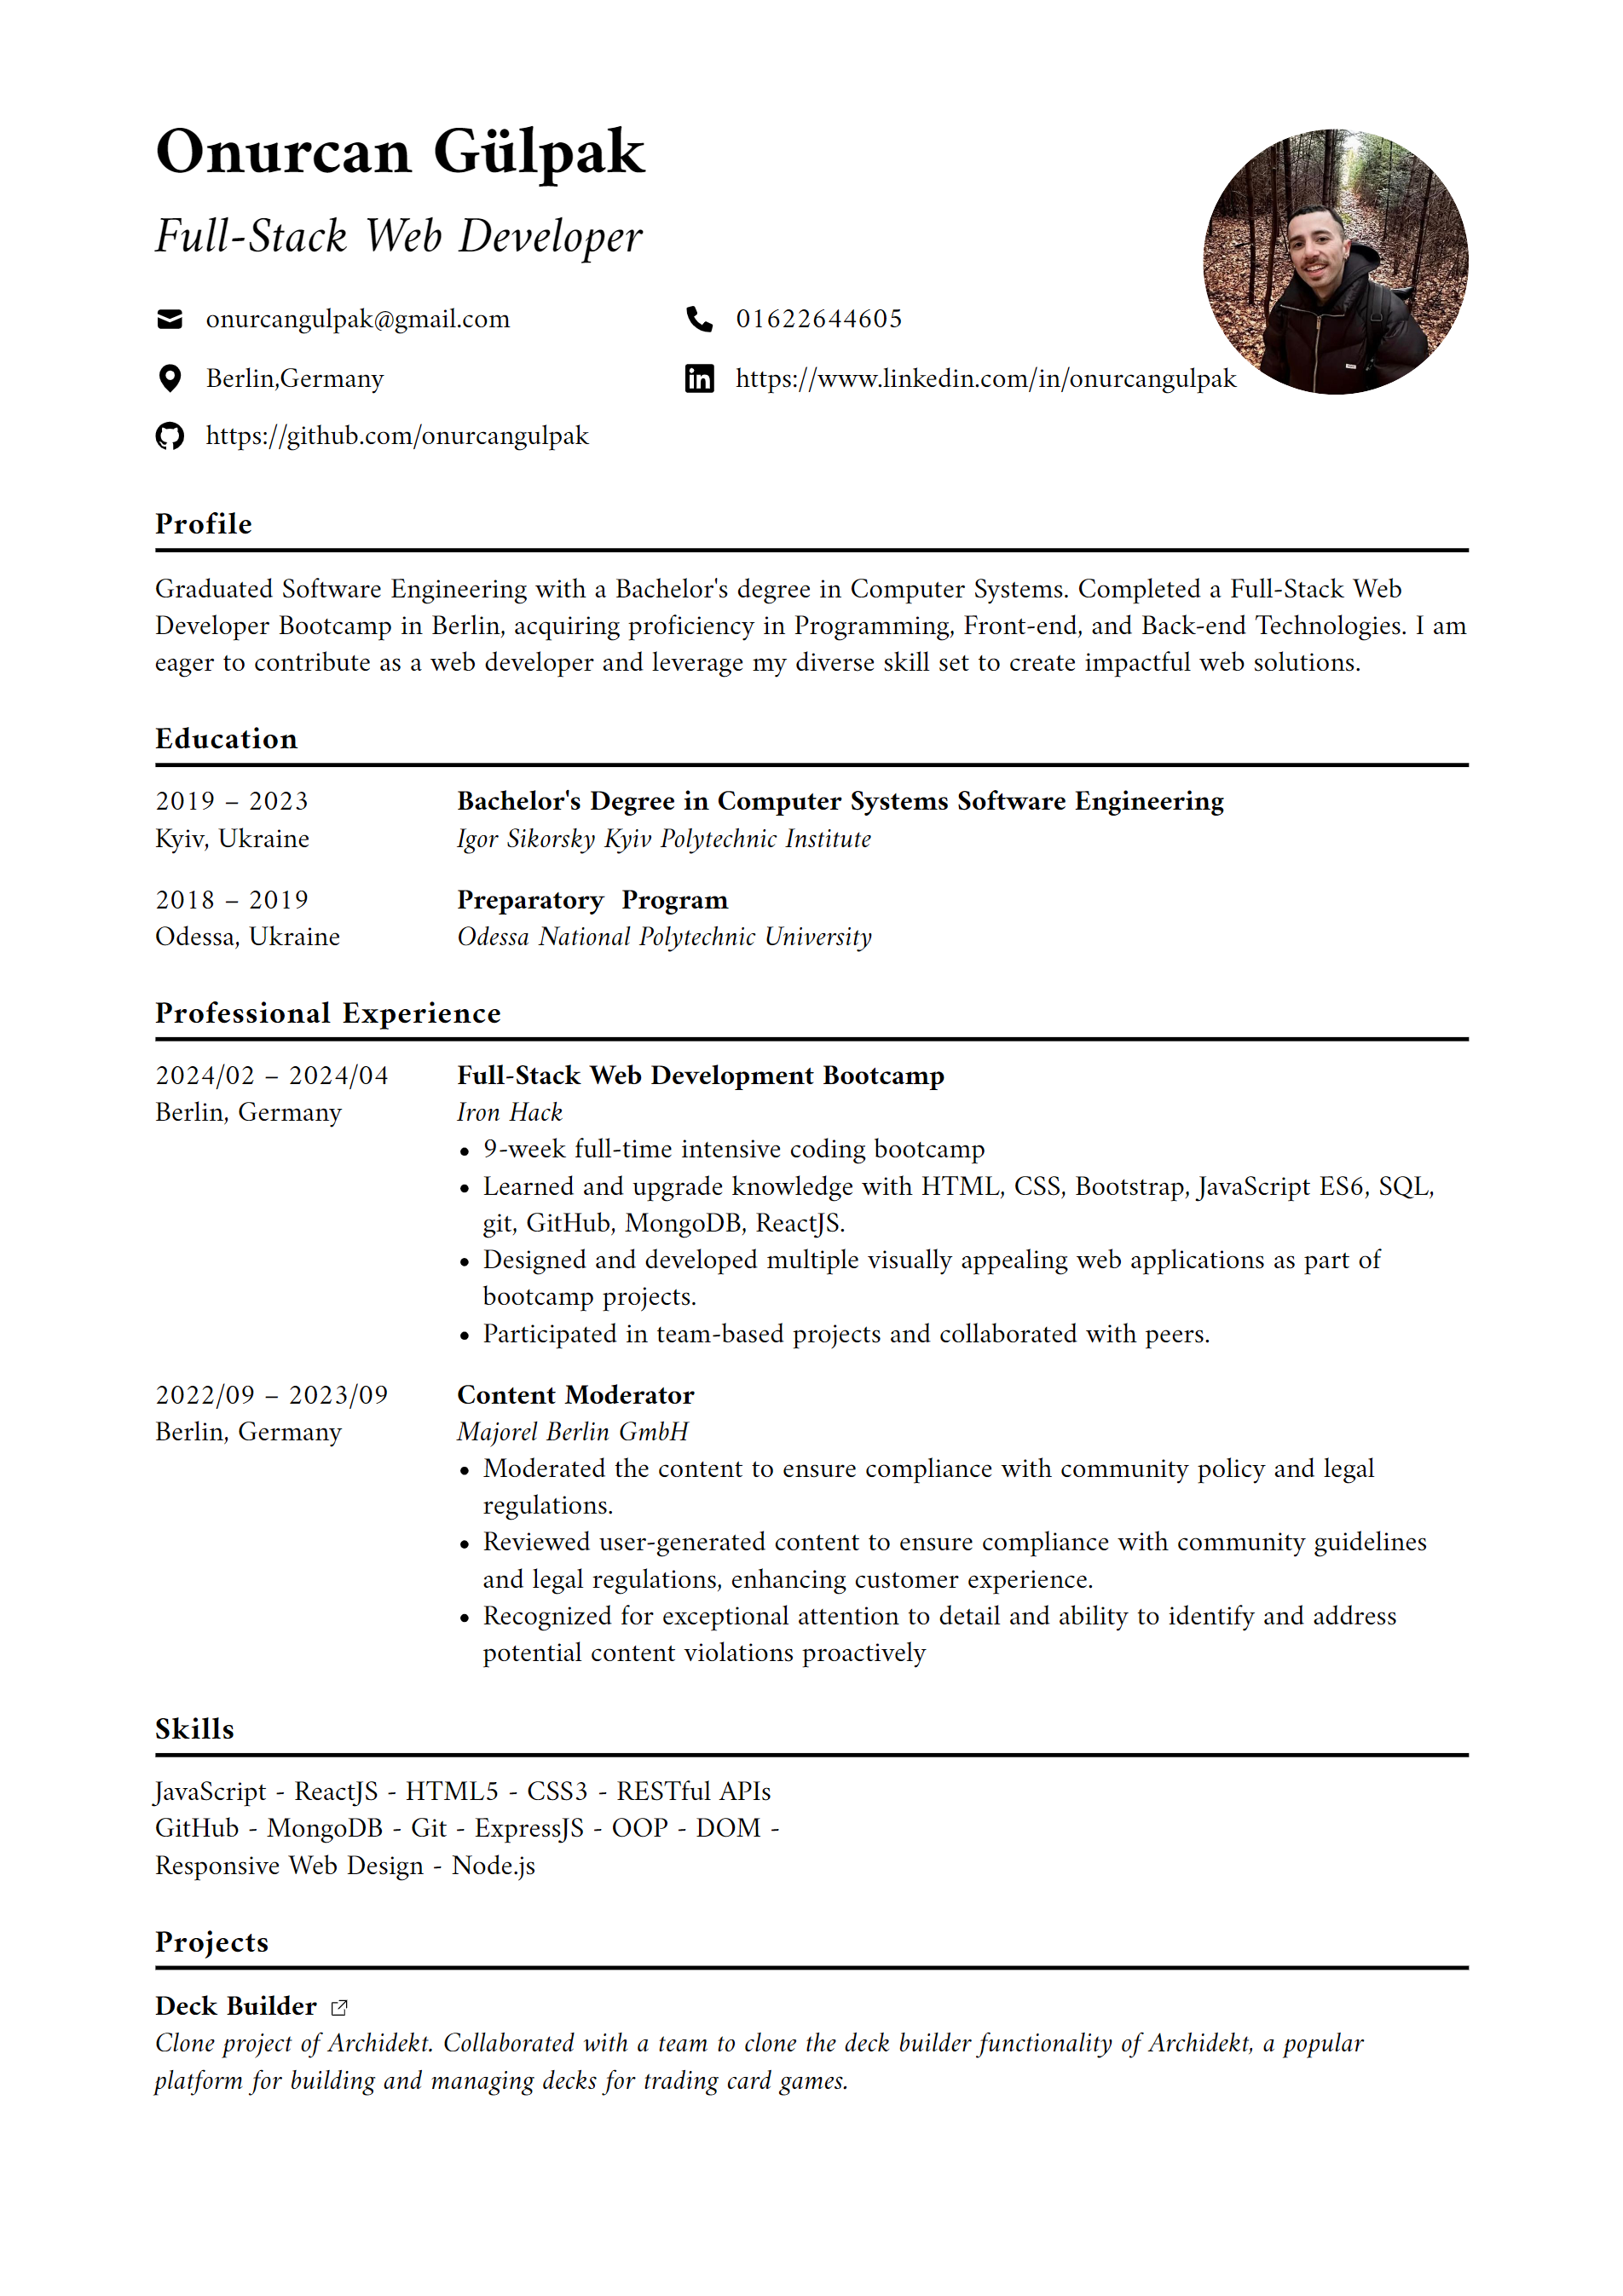 Onurcan Gülpak
Full-Stack Web Developer
onurcangulpak@gmail.com
01622644605
Berlin,Germany
https://www.linkedin.com/in/onurcangulpak
https://github.com/onurcangulpak
Profile
Graduated Software Engineering with a Bachelor's degree in Computer Systems. Completed a Full-Stack Web
Developer Bootcamp in Berlin, acquiring proficiency in Programming, Front-end, and Back-end Technologies. I am
eager to contribute as a web developer and leverage my diverse skill set to create impactful web solutions.
Education
2019 – 2023
Kyiv, Ukraine
Bachelor's Degree in Computer Systems Software Engineering
Igor Sikorsky Kyiv Polytechnic Institute
2018 – 2019
Odessa, Ukraine
Preparatory  Program
Odessa National Polytechnic University
Professional Experience
2024/02 – 2024/04
Berlin, Germany
Full-Stack Web Development Bootcamp
Iron Hack
• 9-week full-time intensive coding bootcamp
• Learned and upgrade knowledge with HTML, CSS, Bootstrap, JavaScript ES6, SQL,
git, GitHub, MongoDB, ReactJS.
• Designed and developed multiple visually appealing web applications as part of
bootcamp projects.
• Participated in team-based projects and collaborated with peers.
2022/09 – 2023/09
Berlin, Germany
Content Moderator
Majorel Berlin GmbH
• Moderated the content to ensure compliance with community policy and legal
regulations.
• Reviewed user-generated content to ensure compliance with community guidelines
and legal regulations, enhancing customer experience.
• Recognized for exceptional attention to detail and ability to identify and address
potential content violations proactively
Skills
JavaScript - ReactJS - HTML5 - CSS3 - RESTful APIs
GitHub - MongoDB - Git - ExpressJS - OOP - DOM -
Responsive Web Design - Node.js
Projects
Deck Builder
Clone project of Archidekt. Collaborated with a team to clone the deck builder functionality of Archidekt, a popular
platform for building and managing decks for trading card games.